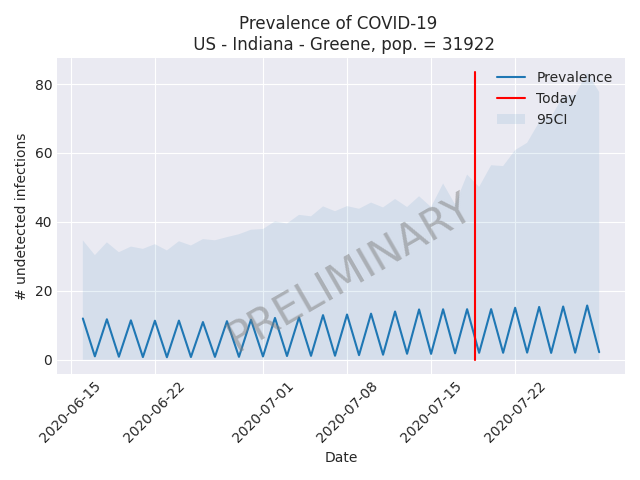 Prevalence of COVID-19
US - Indiana - Greene, pop. = 31922
Prevalence
Today
95CI
80
60
40
20
0
# undetected infections
PRELIMINARY
2020-06-15
2020-06-22
2020-07-01
2020-07-08
2020-07-15
2020-07-22
Date